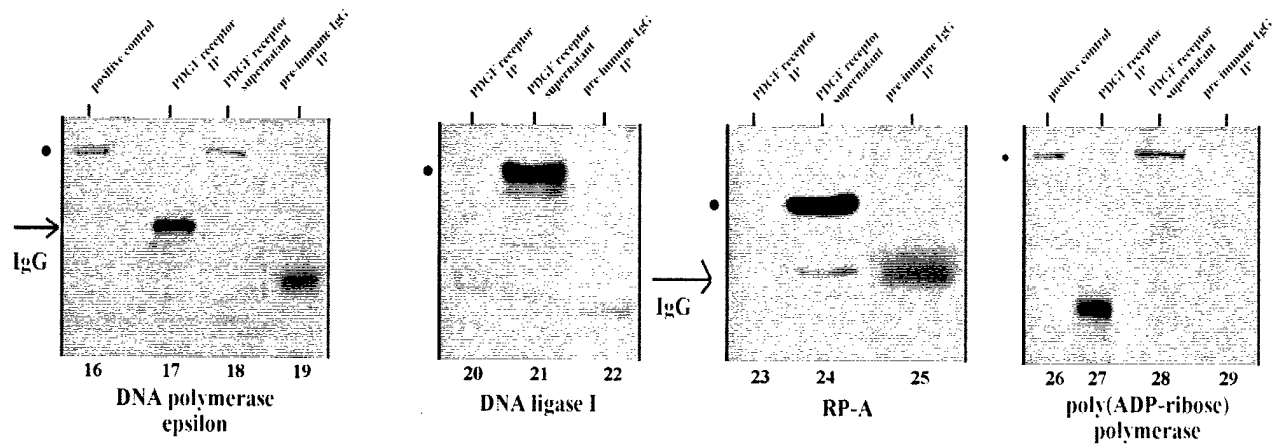 positive control
PDGF receptor
IP
PDGF receptor
supernatant
pre-immune IgG
IP
PDGF receptor
IP
PDGF receptor
supernatant
pre-immune IgG
IP
PDGF receptor
IP
PDGF receptor
supernatant
pre-immune IgG
IP
positive control
PDGF receptor
IP
PDGF receptor
supernatant
pre-immune IgG
IP
IgG
IgG
16 17 18 19
20 21 22
23 24 25
26 27 28 29
DNA polymerase
epsilon
DNA ligase I
RP-A
poly(ADP-ribose)
polymerase